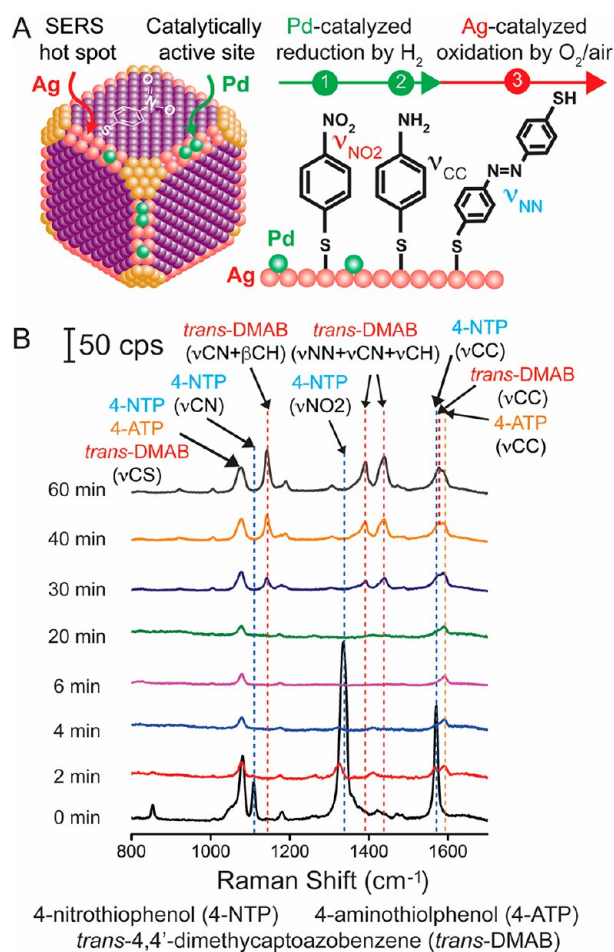 A
SERS
hot spot
Catalytically
active site
Ag
Pd
Pd-catalyzed
reduction by H2
Ag-catalyzed
oxidation by O2/air
1
2
3
N
O
O
S
NO2
νNO2
S
NH2
νCC
S
SH
N=N
νNN
S
Pd
Ag
B
50 cps
trans-DMAB
(νCN+βCH)
trans-DMAB
(νNN+νCN+νCH)
4-NTP
(νCC)
trans-DMAB
(νCC)
4-ATP
(νCC)
4-NTP
(νCN)
4-NTP
(νNO2)
4-NTP
4-ATP
trans-DMAB
(νCS)
60 min
40 min
30 min
20 min
6 min
4 min
2 min
0 min
800 1000 1200 1400 1600
Raman Shift (cm-1)
4-nitrothiophenol (4-NTP) 4-aminothiolphenol (4-ATP)
trans-4,4'-dimethycaptoazobenzene (trans-DMAB)